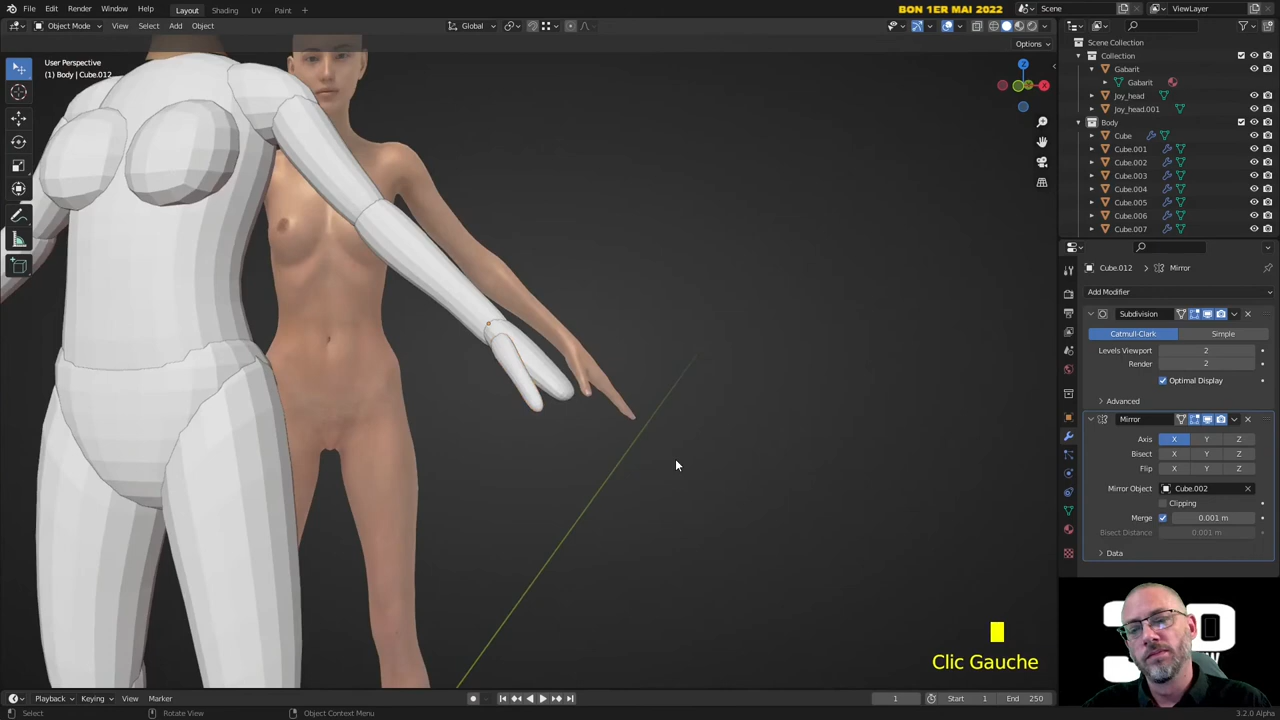 File Edit Render Window Help Layout Shading UV Paint BON 1ER MAI 2022 Scene ViewLayer
Object Mode View Select Add Object Global
Options
User Perspective
(1) Body | Cube.012
Z
X
Scene Collection
Collection
Gabarit
Gabarit
Joy_head
Joy_head.001
Body
Cube
Cube.001
Cube.002
Cube.003
Cube.004
Cube.005
Cube.006
Cube.007
Cube.012 > Mirror
Add Modifier
Subdivision
Catmull-Clark Simple
Levels Viewport 2
Render 2
Optimal Display
Advanced
Mirror
Axis X Y Z
Bisect X Y Z
Flip X Y Z
Mirror Object Cube.002
Clipping
Merge 0.001 m
Bisect Distance 0.001 m
Data
Clic Gauche
Playback Keying View Marker 1 Start 1 End 250
Select Rotate View Object Context Menu 3.2.0 Alpha